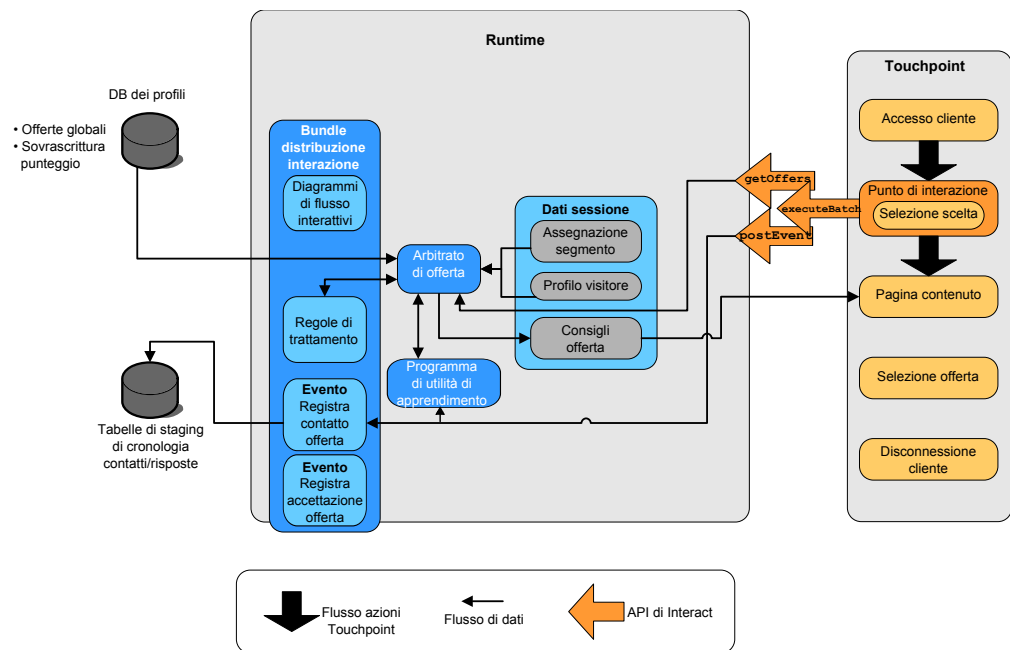 Runtime
Touchpoint
DB dei profili
• Offerte globali
• Sovrascrittura
punteggio
Bundle
distribuzione
interazione
Diagrammi
di flusso
interattivi
Regole di
trattamento
Evento
Registra
contatto
offerta
Evento
Registra
accettazione
offerta
Tabelle di staging
di cronologia
contatti/risposte
Arbitrato
di offerta
Programma
di utilità di
apprendimento
Dati sessione
Assegnazione
segmento
Profilo visitore
Consigli
offerta
getOffers
executeBatch
postEvent
Accesso cliente
Punto di interazione
Selezione scelta
Pagina contenuto
Selezione offerta
Disconnessione
cliente
Flusso azioni
Touchpoint
Flusso di dati
API di Interact